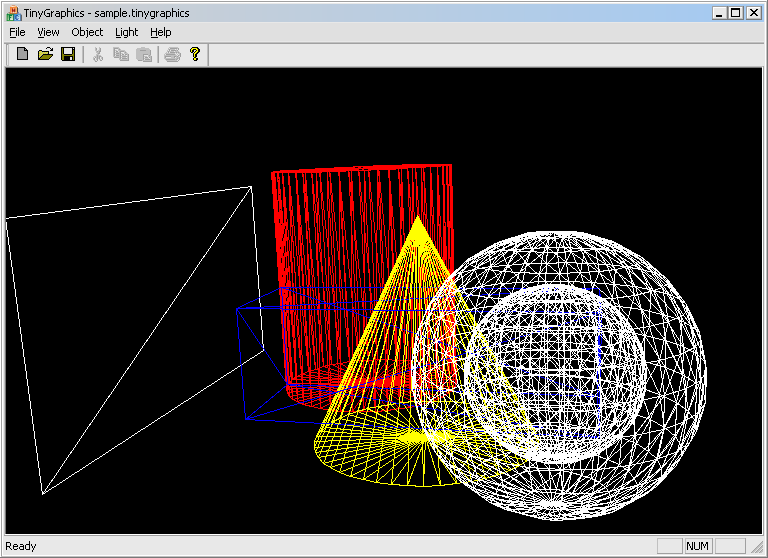 TinyGraphics - sample.tinygraphics
File View Object Light Help
Ready
NUM